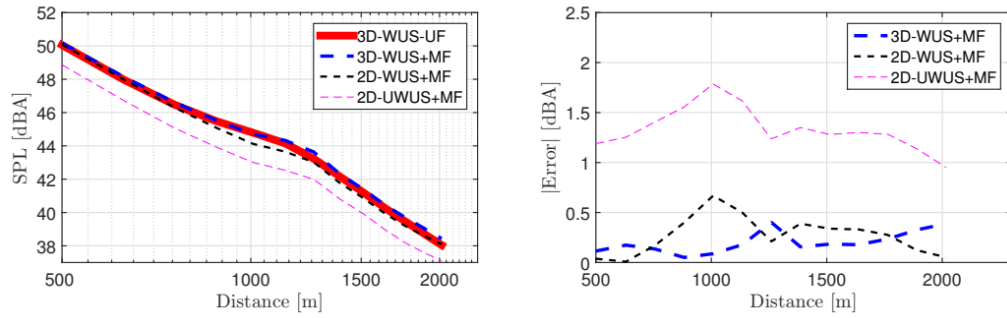 SPL [dBA]
52
50
48
46
44
42
40
38
500
1000
1500
2000
Distance [m]
3D-WUS-UF
3D-WUS+MF
2D-WUS+MF
2D-UWUS+MF
|Error| [dBA]
2.5
2
1.5
1
0.5
0
500
1000
1500
2000
Distance [m]
3D-WUS+MF
2D-WUS+MF
2D-UWUS+MF